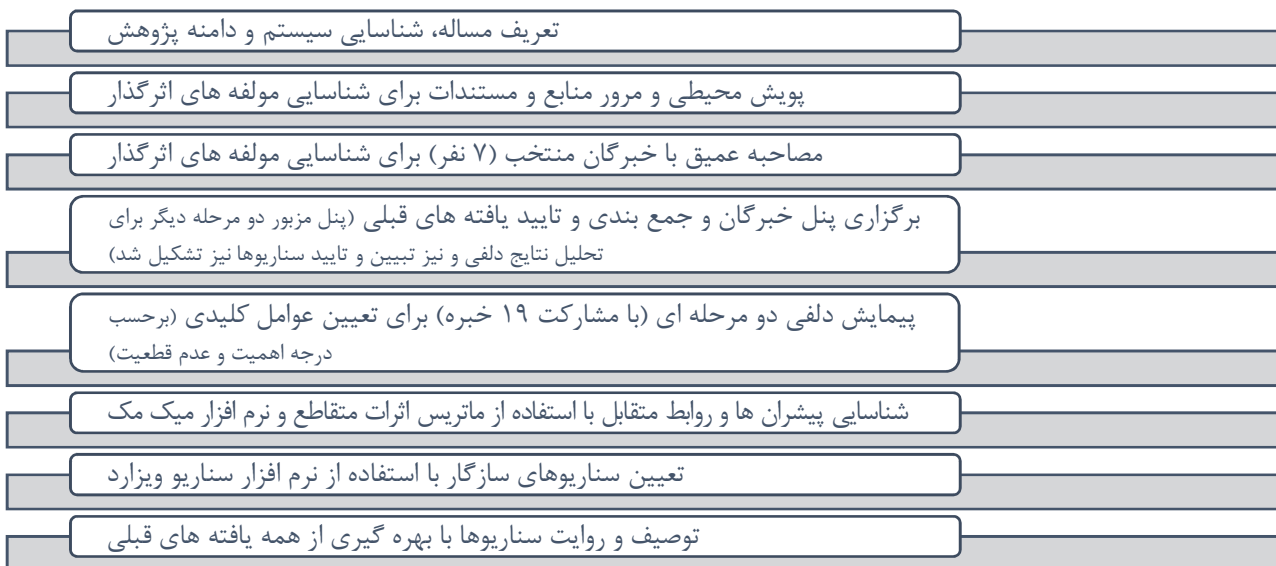 تعریف مساله، شناسایی سیستم و دامنه پژوهش
پویش محیطی و مرور منابع و مستندات برای شناسایی مولفه های اثرگذار
مصاحبه عمیق با خبرگان منتخب (۷ نفر) برای شناسایی مولفه های اثرگذار
برگزاری پنل خبرگان و جمع بندی و تایید یافته های قبلی (پنل مزبور دو مرحله دیگر برای
تحلیل نتایج دلفی و نیز تبیین و تایید سناریوها نیز تشکیل شد)
پیمایش دلفی دو مرحله ای (با مشارکت ۱۹ خبره) برای تعیین عوامل کلیدی (برحسب
درجه اهمیت و عدم قطعیت)
شناسایی پیشران ها و روابط متقابل با استفاده از ماتریس اثرات متقاطع و نرم افزار میک مک
تعیین سناریوهای سازگار با استفاده از نرم افزار سناریو ویزارد
توصیف و روایت سناریوها با بهره گیری از همه یافته های قبلی